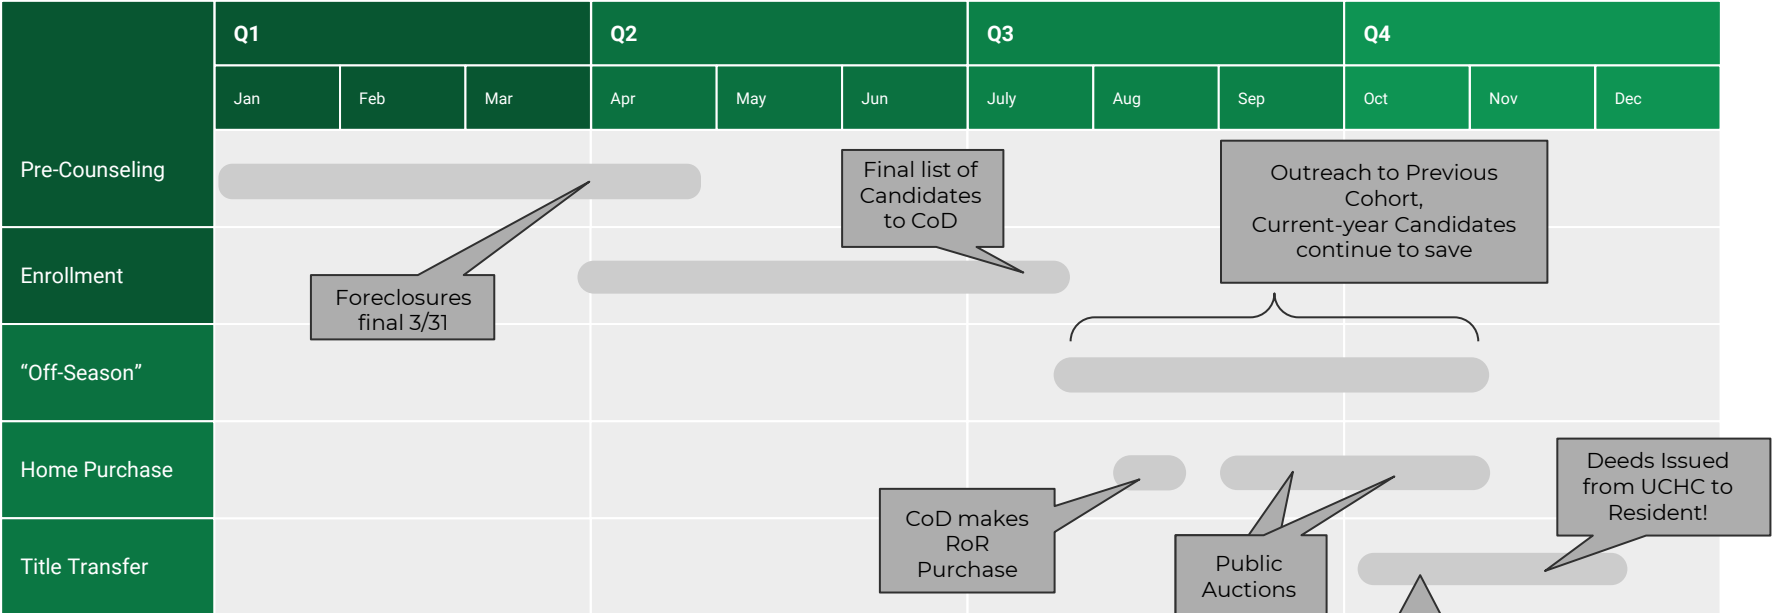 Q1
Q2
Q3
Q4
Jan
Feb
Mar
Apr
May
Jun
July
Aug
Sep
Oct
Nov
Dec
Pre-Counseling
Final list of
Candidates
to CoD
Outreach to Previous
Cohort,
Current-year Candidates
continue to save
Enrollment
Foreclosures
final 3/31
“Off-Season”
Home Purchase
CoD makes
RoR
Purchase
Public
Auctions
Deeds Issued
from UCHC to
Resident!
Title Transfer